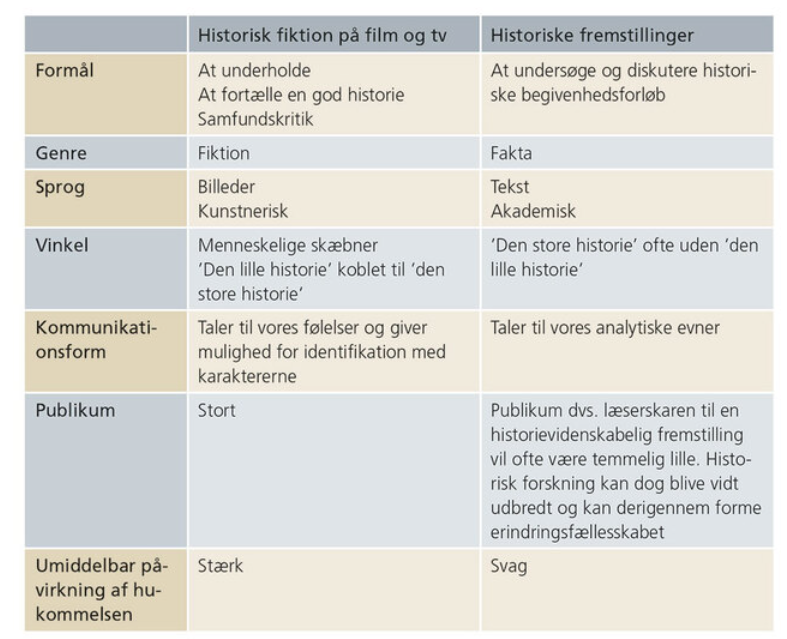 Historisk fiktion på film og tv
Historiske fremstillinger
Formål
At underholde
At fortælle en god historie
Samfundskritik
At undersøge og diskutere histori-
ske begivenhedsforløb
Genre
Fiktion
Fakta
Sprog
Billeder
Kunstnerisk
Tekst
Akademisk
Vinkel
Menneskelige skæbner
‘Den lille historie’ koblet til ‘den
store historie’
‘Den store historie’ ofte uden ‘den
lille historie’
Kommunikati-
onsform
Taler til vores følelser og giver
mulighed for identifikation med
karaktererne
Taler til vores analytiske evner
Publikum
Stort
Publikum dvs. læserskaren til en
historievidenskabelig fremstilling
vil ofte være temmelig lille. Histo-
risk forskning kan dog blive vidt
udbredt og kan derigennem forme
erindringsfællesskabet
Umiddelbar på-
virkning af hu-
kommelsen
Stærk
Svag